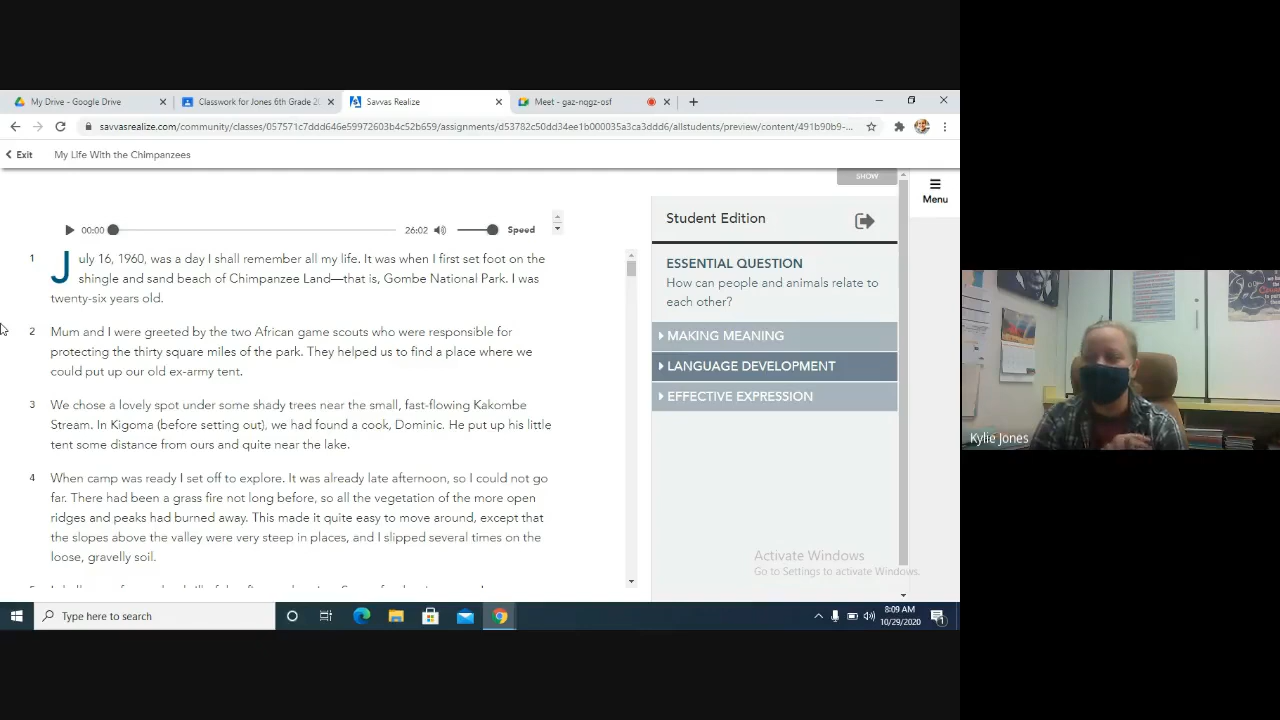 My Drive - Google Drive
Classwork for Jones 6th Grade 20
Savvas Realize
Meet - gaz-nqgz-osf
savvasrealize.com/community/classes/057571c7ddd646e59972603b4c52b659/assignments/d53782c50dd34ee1b000035a3ca3ddd6/allstudents/preview/content/491b90b9-...
Exit My Life With the Chimpanzees
SHOW
Menu
00:00 26:02 Speed
1 July 16, 1960, was a day I shall remember all my life. It was when I first set foot on the
shingle and sand beach of Chimpanzee Land—that is, Gombe National Park. I was
twenty-six years old.
2 Mum and I were greeted by the two African game scouts who were responsible for
protecting the thirty square miles of the park. They helped us to find a place where we
could put up our old ex-army tent.
3 We chose a lovely spot under some shady trees near the small, fast-flowing Kakombe
Stream. In Kigoma (before setting out), we had found a cook, Dominic. He put up his little
tent some distance from ours and quite near the lake.
4 When camp was ready I set off to explore. It was already late afternoon, so I could not go
far. There had been a grass fire not long before, so all the vegetation of the more open
ridges and peaks had burned away. This made it quite easy to move around, except that
the slopes above the valley were very steep in places, and I slipped several times on the
loose, gravelly soil.
Student Edition
ESSENTIAL QUESTION
How can people and animals relate to
each other?
MAKING MEANING
LANGUAGE DEVELOPMENT
EFFECTIVE EXPRESSION
Activate Windows
Go to Settings to activate Windows.
Kylie Jones
Type here to search
8:09 AM
10/29/2020
1